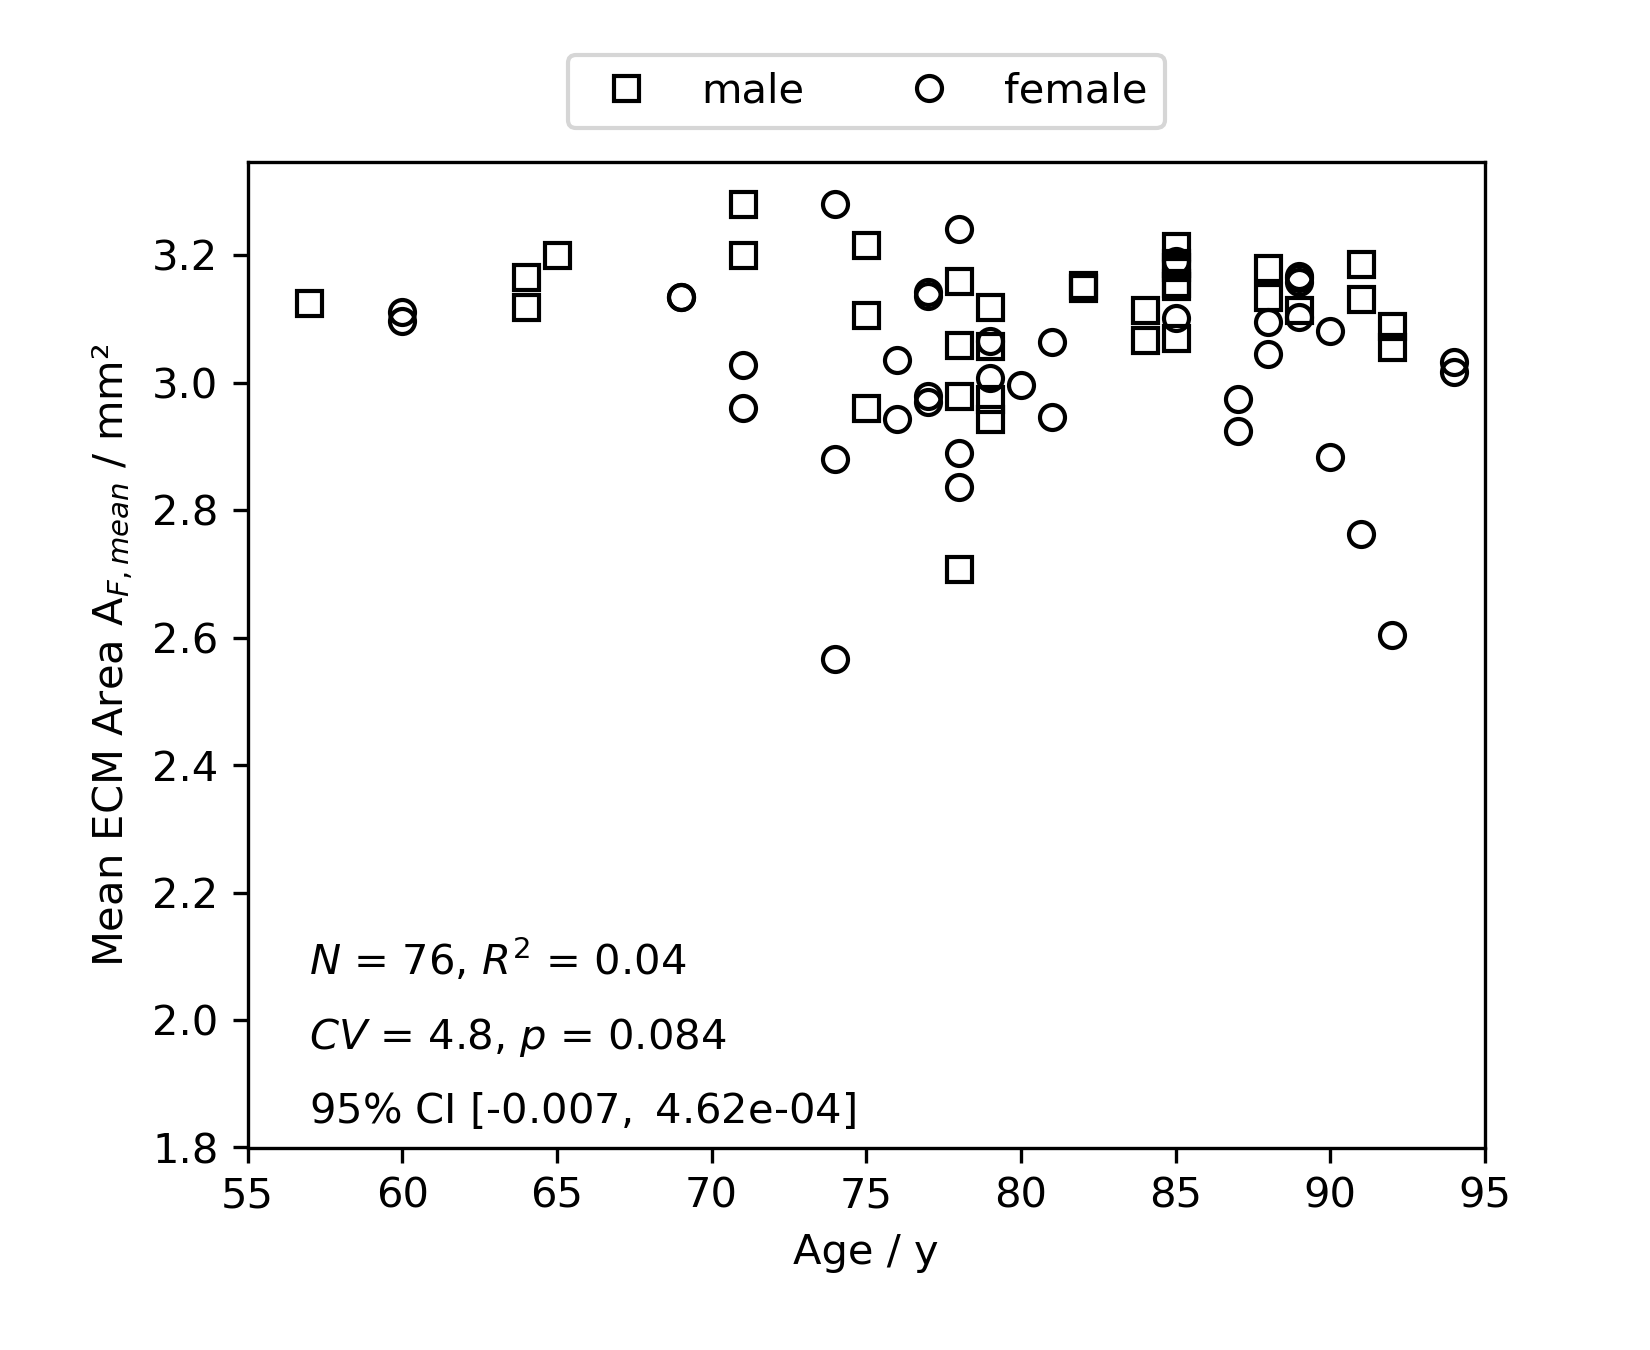 male female
3.2
3.0
2.8
2.6
2.4
2.2
2.0
1.8
Mean ECM Area A_{F, mean} / mm²
N = 76, R² = 0.04
CV = 4.8, p = 0.084
95% CI [-0.007, 4.62e-04]
55 60 65 70 75 80 85 90 95
Age / y